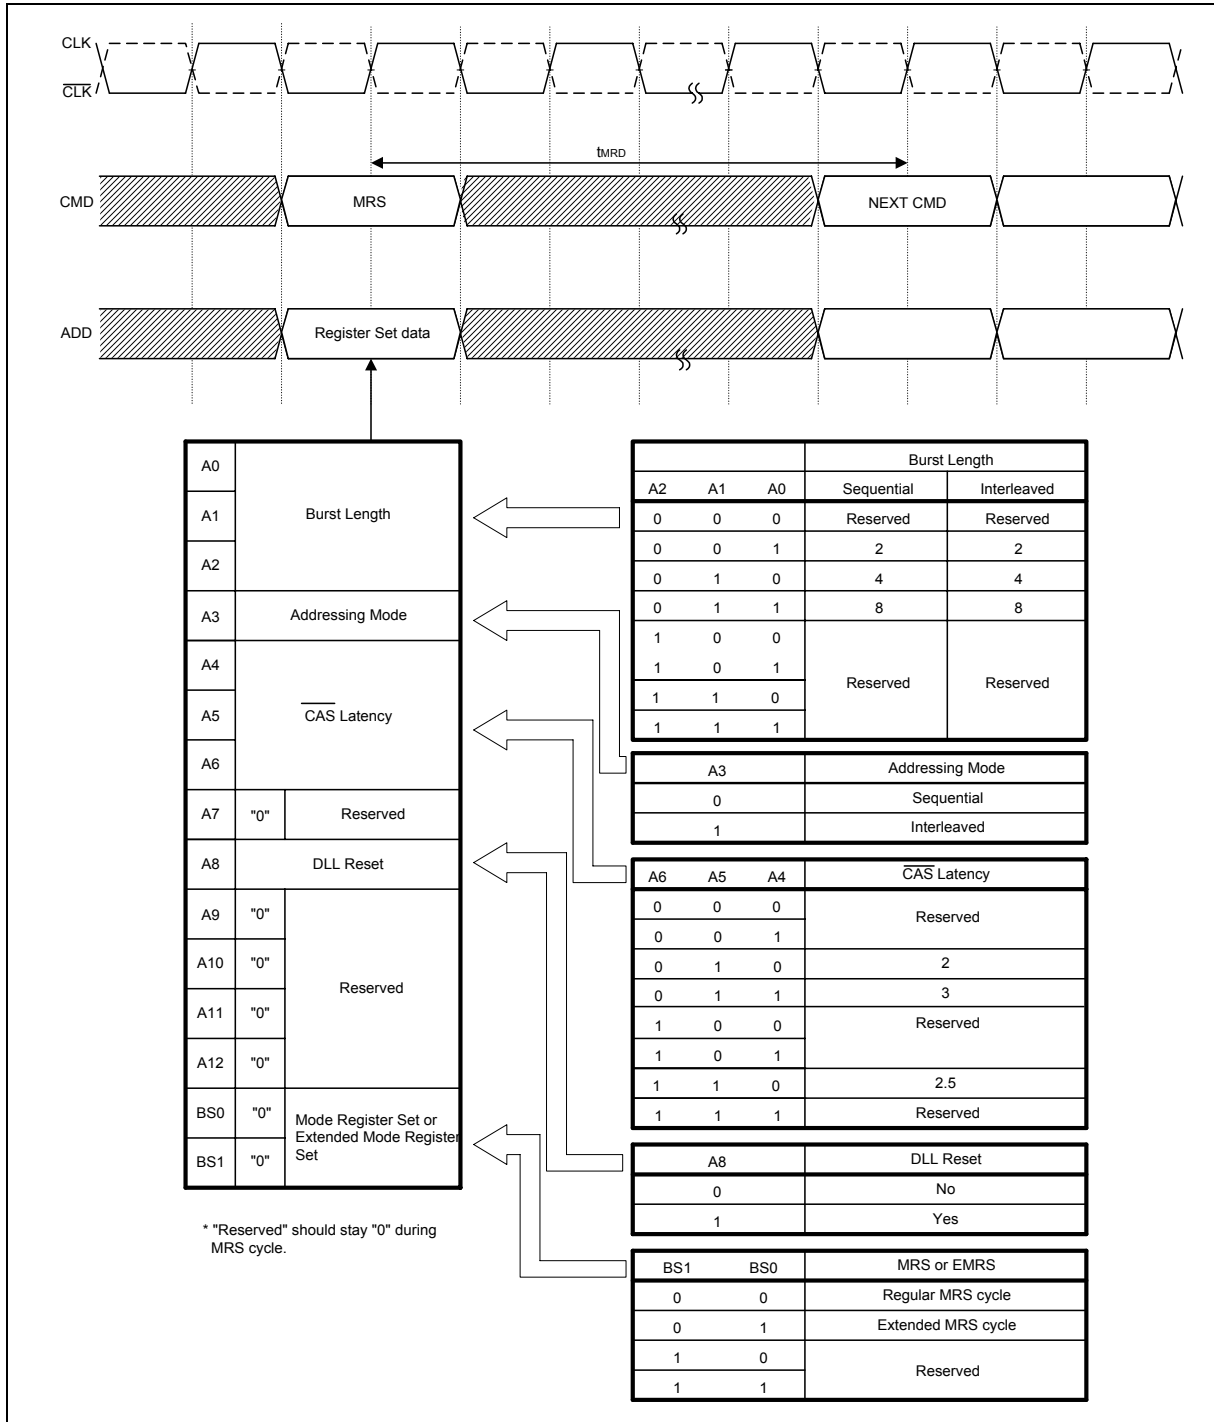 CLK
CLK
tMRD
CMD MRS NEXT CMD
ADD Register Set data
A0
A1 Burst Length
A2
A3 Addressing Mode
A4
A5 CAS Latency
A6
A7 "0" Reserved
A8 DLL Reset
A9 "0"
A10 "0"
Reserved
A11 "0"
A12 "0"
BS0 "0" Mode Register Set or
Extended Mode Register
BS1 "0" Set
* "Reserved" should stay "0" during
MRS cycle.
Burst Length
A2 A1 A0 Sequential Interleaved
0 0 0 Reserved Reserved
0 0 1 2 2
0 1 0 4 4
0 1 1 8 8
1 0 0
1 0 1
Reserved Reserved
1 1 0
1 1 1
A3 Addressing Mode
0 Sequential
1 Interleaved
A6 A5 A4 CAS Latency
0 0 0 Reserved
0 0 1
0 1 0 2
0 1 1 3
1 0 0 Reserved
1 0 1
1 1 0 2.5
1 1 1 Reserved
A8 DLL Reset
0 No
1 Yes
BS1 BS0 MRS or EMRS
0 0 Regular MRS cycle
0 1 Extended MRS cycle
1 0 Reserved
1 1